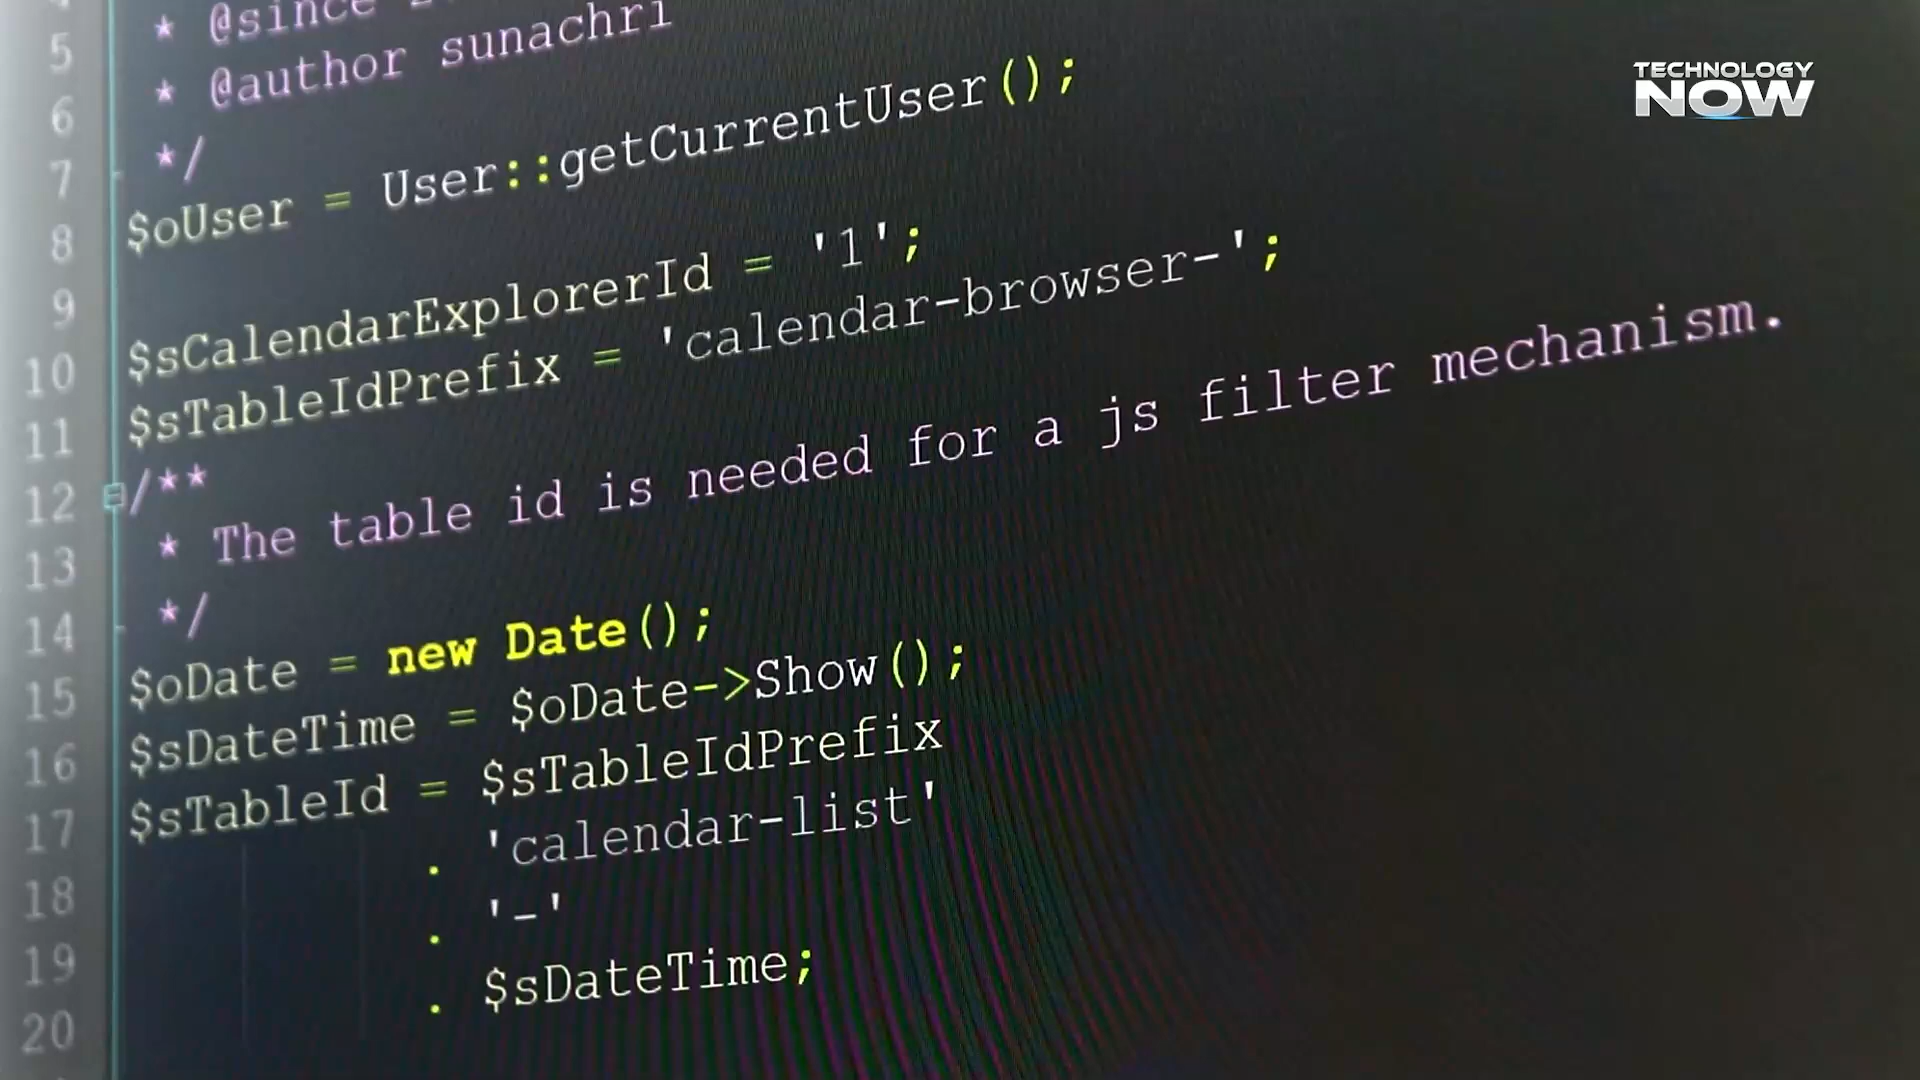 * @since
* @author sunachri
*/
$oUser = User::getCurrentUser();
$sCalendarExplorerId = '1';
$sTableIdPrefix = 'calendar-browser-';
/**
* The table id is needed for a js filter mechanism.
*/
$oDate = new Date();
$sDateTime = $oDate->Show();
$sTableId = $sTableIdPrefix
. 'calendar-list'
. '-'
. $sDateTime;
5
6
7
8
9
10
11
12
13
14
15
16
17
18
19
20
TECHNOLOGY
NOW